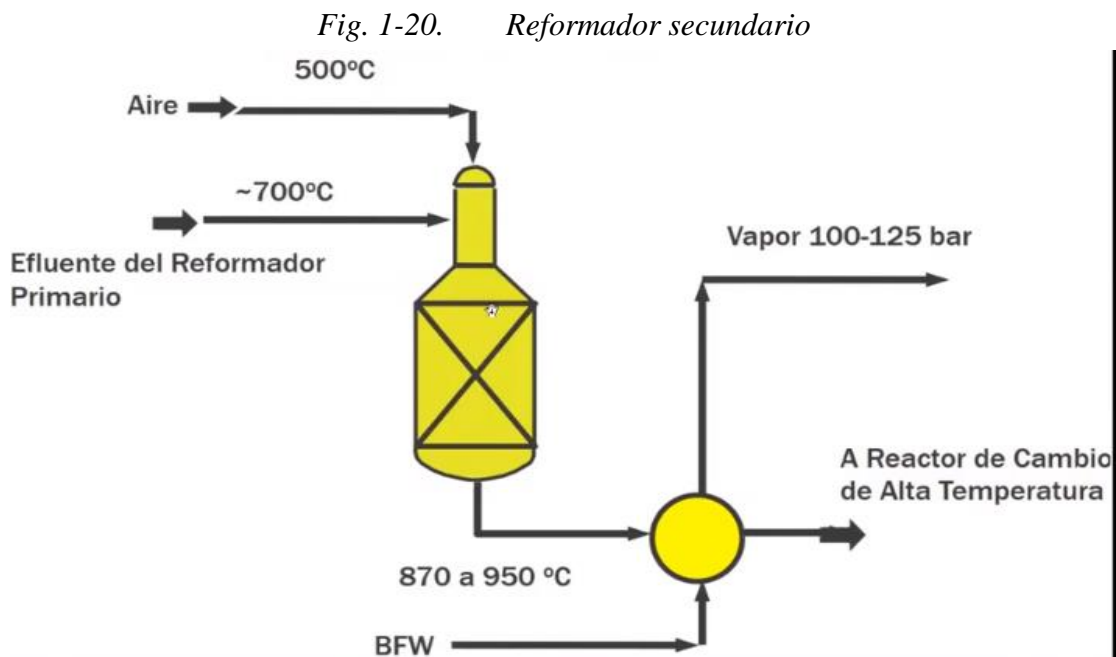 Fig. 1-20. Reformador secundario
500ºC
Aire
~700ºC
Efluente del Reformador
Primario
Vapor 100-125 bar
A Reactor de Cambio
de Alta Temperatura
870 a 950 ºC
BFW